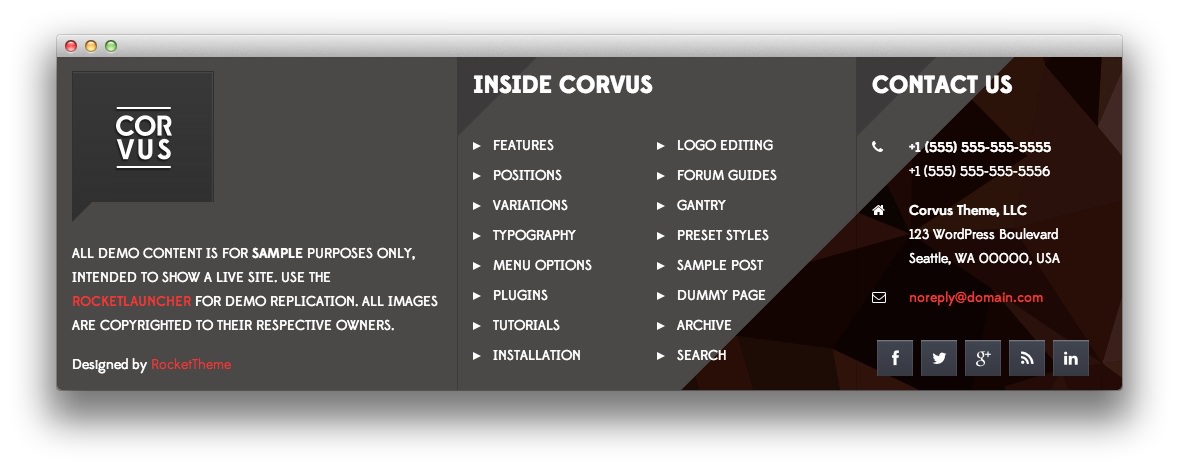 COR
VUS
ALL DEMO CONTENT IS FOR SAMPLE PURPOSES ONLY,
INTENDED TO SHOW A LIVE SITE. USE THE
ROCKETLAUNCHER FOR DEMO REPLICATION. ALL IMAGES
ARE COPYRIGHTED TO THEIR RESPECTIVE OWNERS.
Designed by RocketTheme
INSIDE CORVUS
FEATURES
POSITIONS
VARIATIONS
TYPOGRAPHY
MENU OPTIONS
PLUGINS
TUTORIALS
INSTALLATION
LOGO EDITING
FORUM GUIDES
GANTRY
PRESET STYLES
SAMPLE POST
DUMMY PAGE
ARCHIVE
SEARCH
CONTACT US
+1 (555) 555-555-5555
+1 (555) 555-555-5556
Corvus Theme, LLC
123 WordPress Boulevard
Seattle, WA 00000, USA
noreply@domain.com
f g+ in